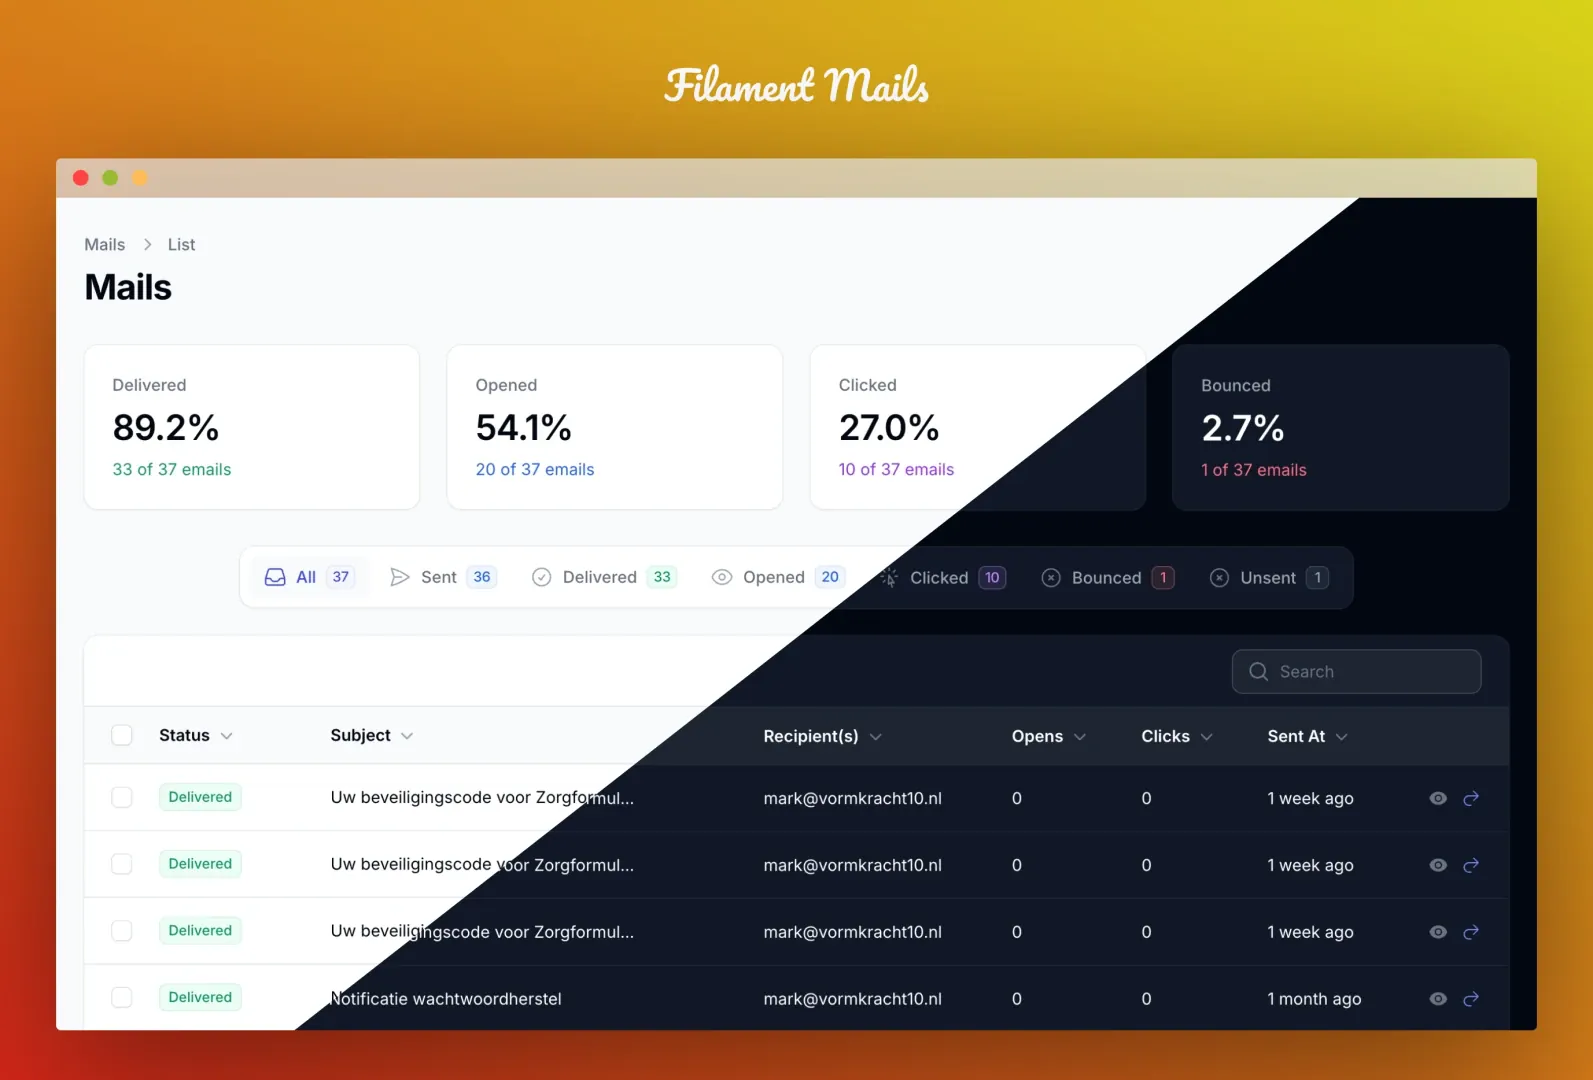 Filament Mails
Mails > List
Mails
Delivered
89.2%
33 of 37 emails
Opened
54.1%
20 of 37 emails
Clicked
27.0%
10 of 37 emails
Bounced
2.7%
1 of 37 emails
All 37 Sent 36 Delivered 33 Opened 20 Clicked 10 Bounced 1 Unsent 1
Search
Status Subject Recipient(s) Opens Clicks Sent At
Delivered Uw beveiligingscode voor Zorgformul... mark@vormkracht10.nl 0 0 1 week ago
Delivered Uw beveiligingscode voor Zorgformul... mark@vormkracht10.nl 0 0 1 week ago
Delivered Uw beveiligingscode voor Zorgformul... mark@vormkracht10.nl 0 0 1 week ago
Delivered Notificatie wachtwoordherstel mark@vormkracht10.nl 0 0 1 month ago